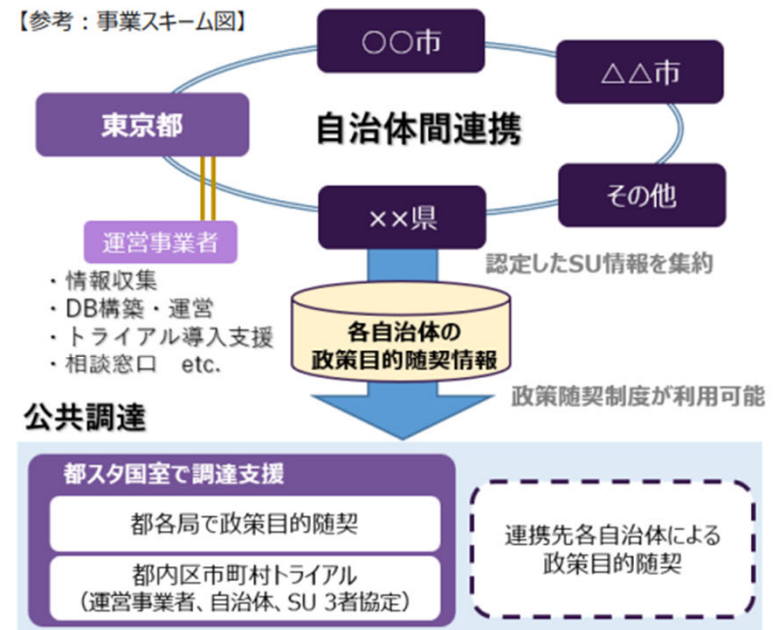 【参考：事業スキーム図】
○○市
△△市
東京都
自治体間連携
その他
××県
運営事業者
・情報収集
・DB構築・運営
・トライアル導入支援
・相談窓口　etc.
認定したSU情報を集約
各自治体の
政策目的随契情報
政策随契制度が利用可能
公共調達
都スタ国室で調達支援
都各局で政策目的随契
都内区市町村トライアル
（運営事業者、自治体、SU 3者協定）
連携先各自治体による
政策目的随契